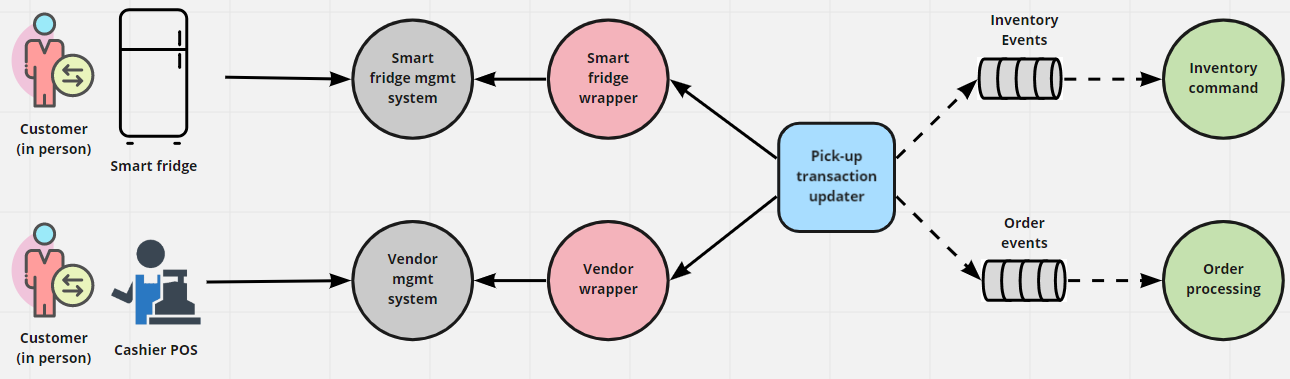 Customer
(in person)
Smart fridge
Smart
fridge mgmt
system
Smart
fridge
wrapper
Pick-up
transaction
updater
Inventory
Events
Inventory
command
Customer
(in person)
Cashier POS
Vendor
mgmt
system
Vendor
wrapper
Order
events
Order
processing